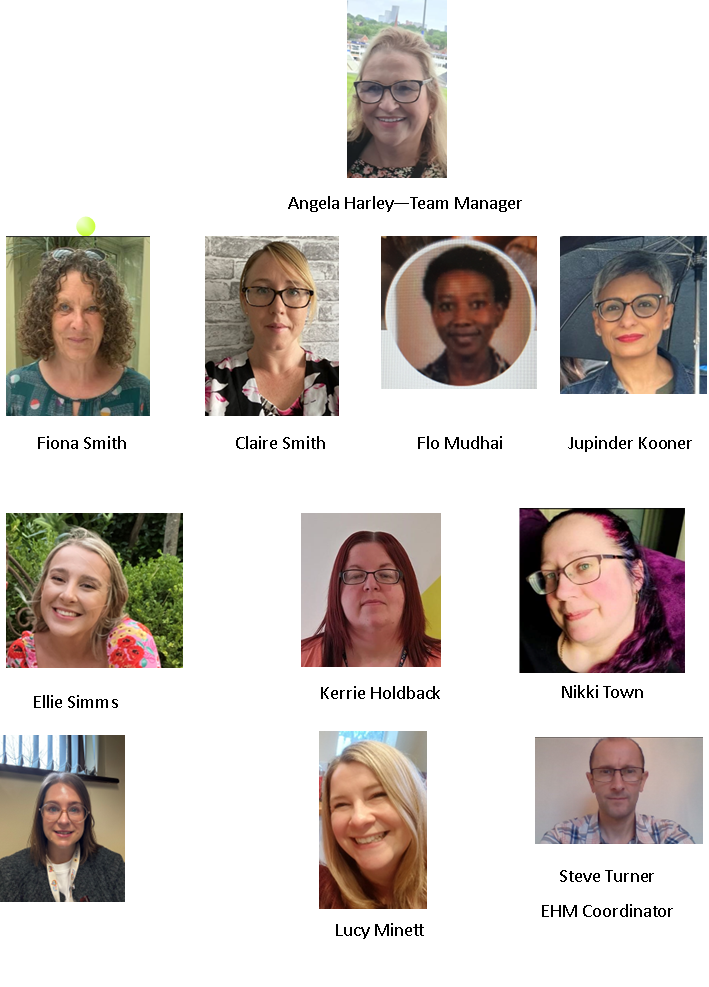 Angela Harley—Team Manager
Fiona Smith
Claire Smith
Flo Mudhai
Jupinder Kooner
Ellie Simms
Kerrie Holdback
Nikki Town
Lucy Minett
Steve Turner
EHM Coordinator